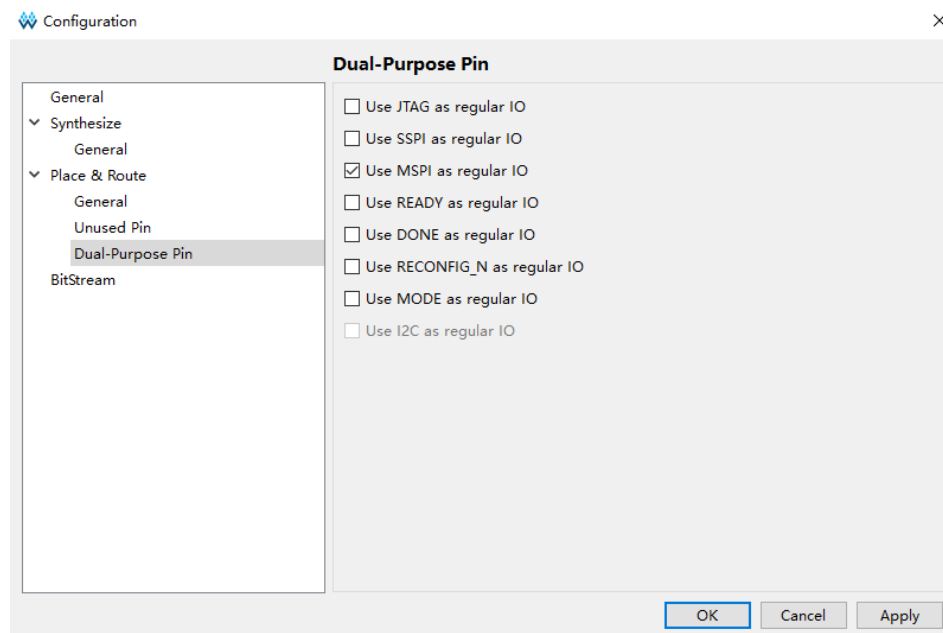 Configuration
Dual-Purpose Pin
General
Synthesize
General
Place & Route
General
Unused Pin
Dual-Purpose Pin
BitStream
Use JTAG as regular IO
Use SSPI as regular IO
Use MSPI as regular IO
Use READY as regular IO
Use DONE as regular IO
Use RECONFIG_N as regular IO
Use MODE as regular IO
Use I2C as regular IO
OK
Cancel
Apply